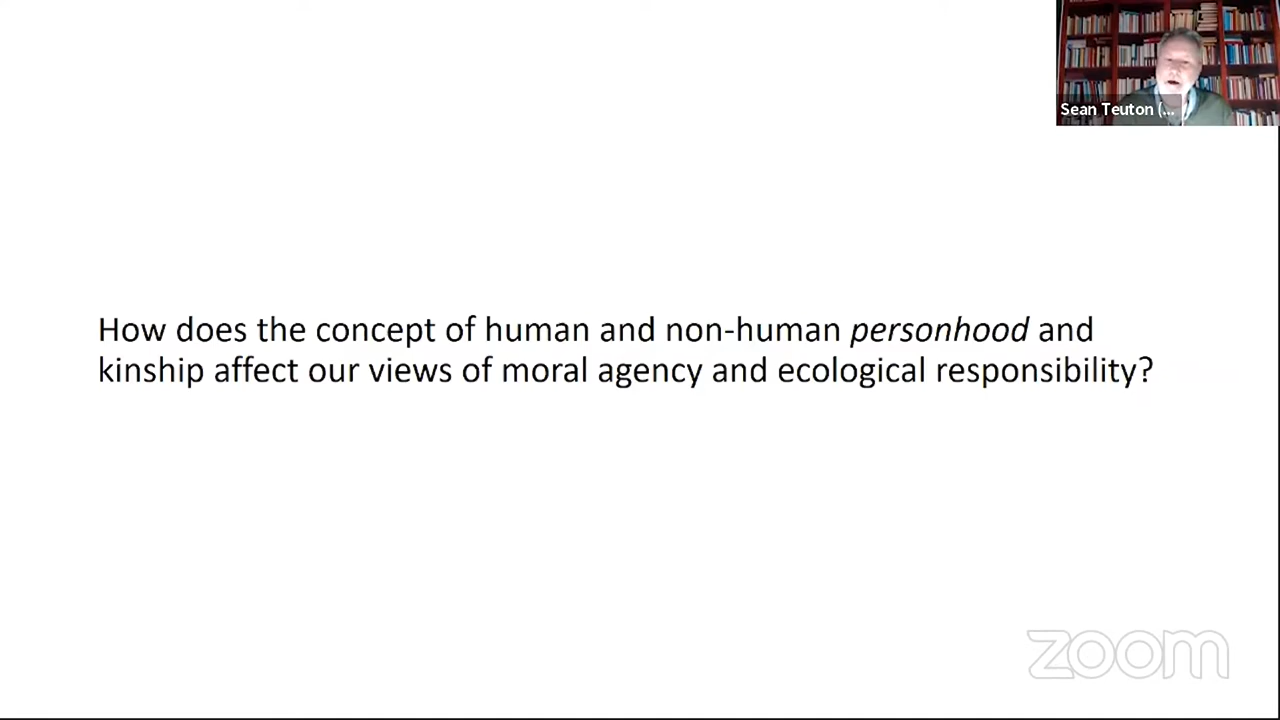 Sean Teuton (...
How does the concept of human and non-human personhood and
kinship affect our views of moral agency and ecological responsibility?
zoom